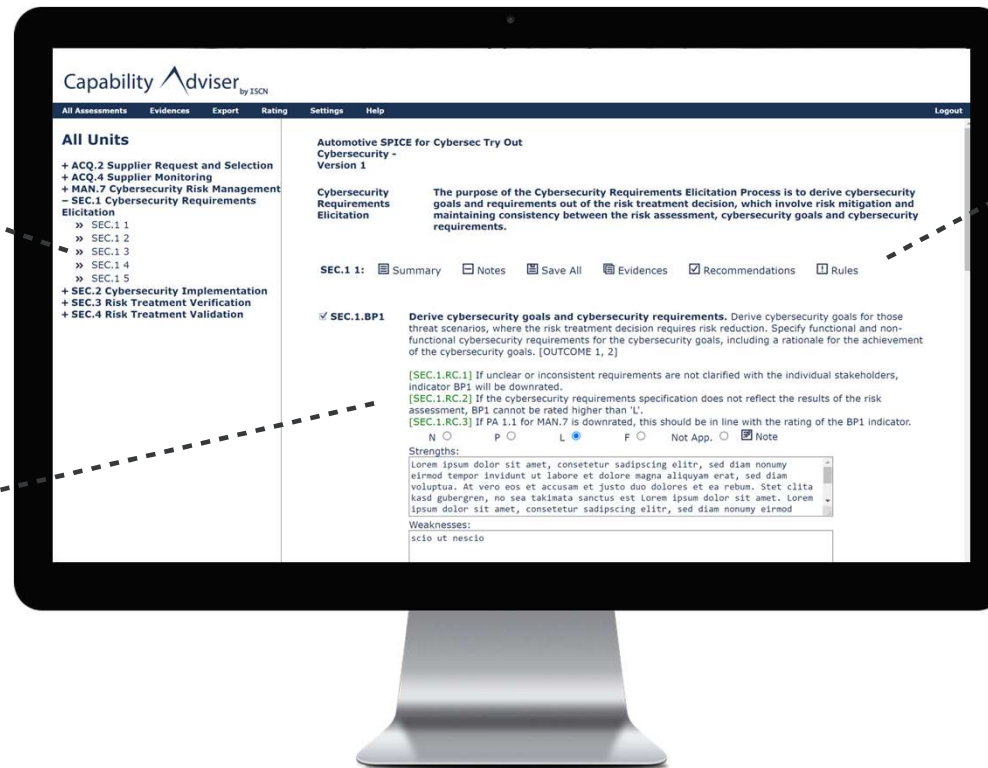 Capability Adviser by ISCN
All Assessments Evidences Export Rating Settings Help Logout
All Units
+ ACQ.2 Supplier Request and Selection
+ ACQ.4 Supplier Monitoring
+ MAN.7 Cybersecurity Risk Management
– SEC.1 Cybersecurity Requirements
Elicitation
» SEC.1 1
» SEC.1 2
» SEC.1 3
» SEC.1 4
» SEC.1 5
+ SEC.2 Cybersecurity Implementation
+ SEC.3 Risk Treatment Verification
+ SEC.4 Risk Treatment Validation
Automotive SPICE for Cybersec Try Out
Cybersecurity -
Version 1
Cybersecurity
Requirements
Elicitation
The purpose of the Cybersecurity Requirements Elicitation Process is to derive cybersecurity
goals and requirements out of the risk treatment decision, which involve risk mitigation and
maintaining consistency between the risk assessment, cybersecurity goals and cybersecurity
requirements.
SEC.1 1: Summary Notes Save All Evidences Recommendations Rules
SEC.1.BP1
Derive cybersecurity goals and cybersecurity requirements. Derive cybersecurity goals for those
threat scenarios, where the risk treatment decision requires risk reduction. Specify functional and non-
functional cybersecurity requirements for the cybersecurity goals, including a rationale for the achievement
of the cybersecurity goals. [OUTCOME 1, 2]
[SEC.1.RC.1] If unclear or inconsistent requirements are not clarified with the individual stakeholders,
indicator BP1 will be downrated.
[SEC.1.RC.2] If the cybersecurity requirements specification does not reflect the results of the risk
assessment, BP1 cannot be rated higher than 'L'.
[SEC.1.RC.3] If PA 1.1 for MAN.7 is downrated, this should be in line with the rating of the BP1 indicator.
N P L F Not App. Note
Strengths:
Lorem ipsum dolor sit amet, consetetur sadipscing elitr, sed diam nonumy
eirmod tempor invidunt ut labore et dolore magna aliquyam erat, sed diam
voluptua. At vero eos et accusam et justo duo dolores et ea rebum. Stet clita
kasd gubergren, no sea takimata sanctus est Lorem ipsum dolor sit amet. Lorem
ipsum dolor sit amet, consetetur sadipscing elitr, sed diam nonumy eirmod
Weaknesses:
scio ut nescio